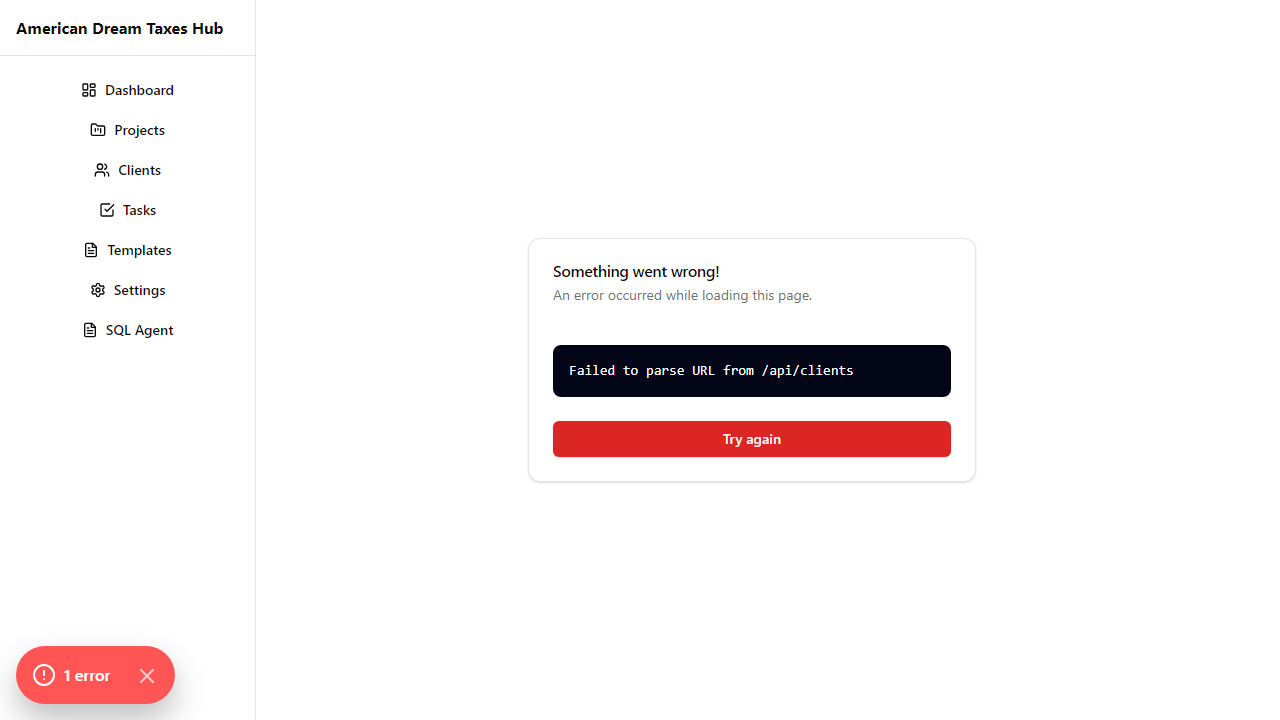 American Dream Taxes Hub
Dashboard
Projects
Clients
Tasks
Templates
Settings
SQL Agent
Something went wrong!
An error occurred while loading this page.
Failed to parse URL from /api/clients
Try again
1 error